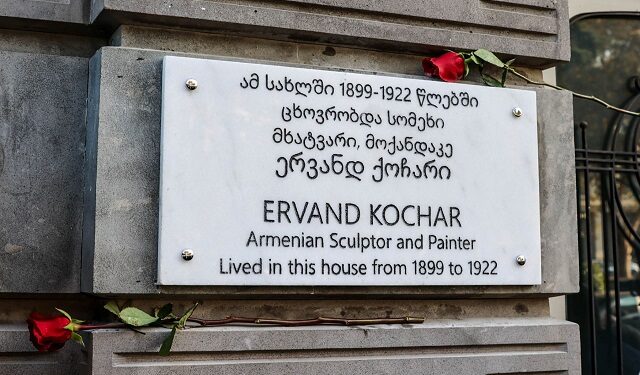 ამ სახლში 1899-1922 წლებში
ცხოვრობდა სომეხი
მხატვარი, მოქანდაკე
ერვანდ ქოჩარი
ERVAND KOCHAR
Armenian Sculptor and Painter
Lived in this house from 1899 to 1922